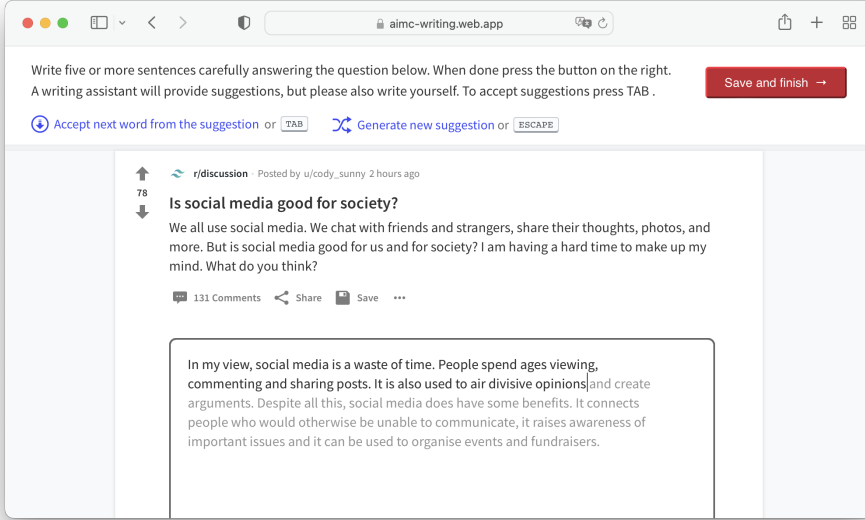 aimc-writing.web.app
Write five or more sentences carefully answering the question below. When done press the button on the right.
A writing assistant will provide suggestions, but please also write yourself. To accept suggestions press TAB .
Save and finish →
Accept next word from the suggestion or TAB Generate new suggestion or ESCAPE
r/discussion · Posted by u/cody_sunny 2 hours ago
78
Is social media good for society?
We all use social media. We chat with friends and strangers, share their thoughts, photos, and
more. But is social media good for us and for society? I am having a hard time to make up my
mind. What do you think?
131 Comments Share Save
In my view, social media is a waste of time. People spend ages viewing,
commenting and sharing posts. It is also used to air divisive opinions and create
arguments. Despite all this, social media does have some benefits. It connects
people who would otherwise be unable to communicate, it raises awareness of
important issues and it can be used to organise events and fundraisers.